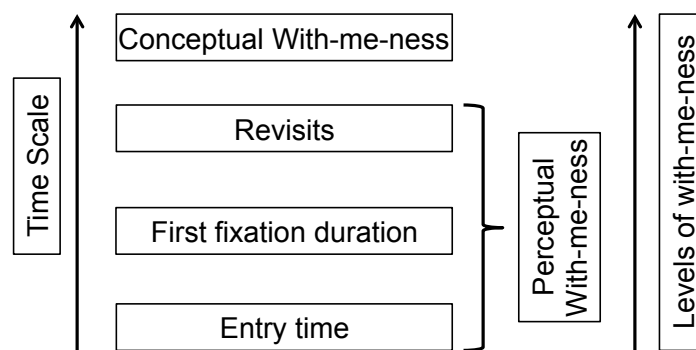 Conceptual With-me-ness
Time Scale
Revisits
First fixation duration
Entry time
Perceptual
With-me-ness
Levels of with-me-ness